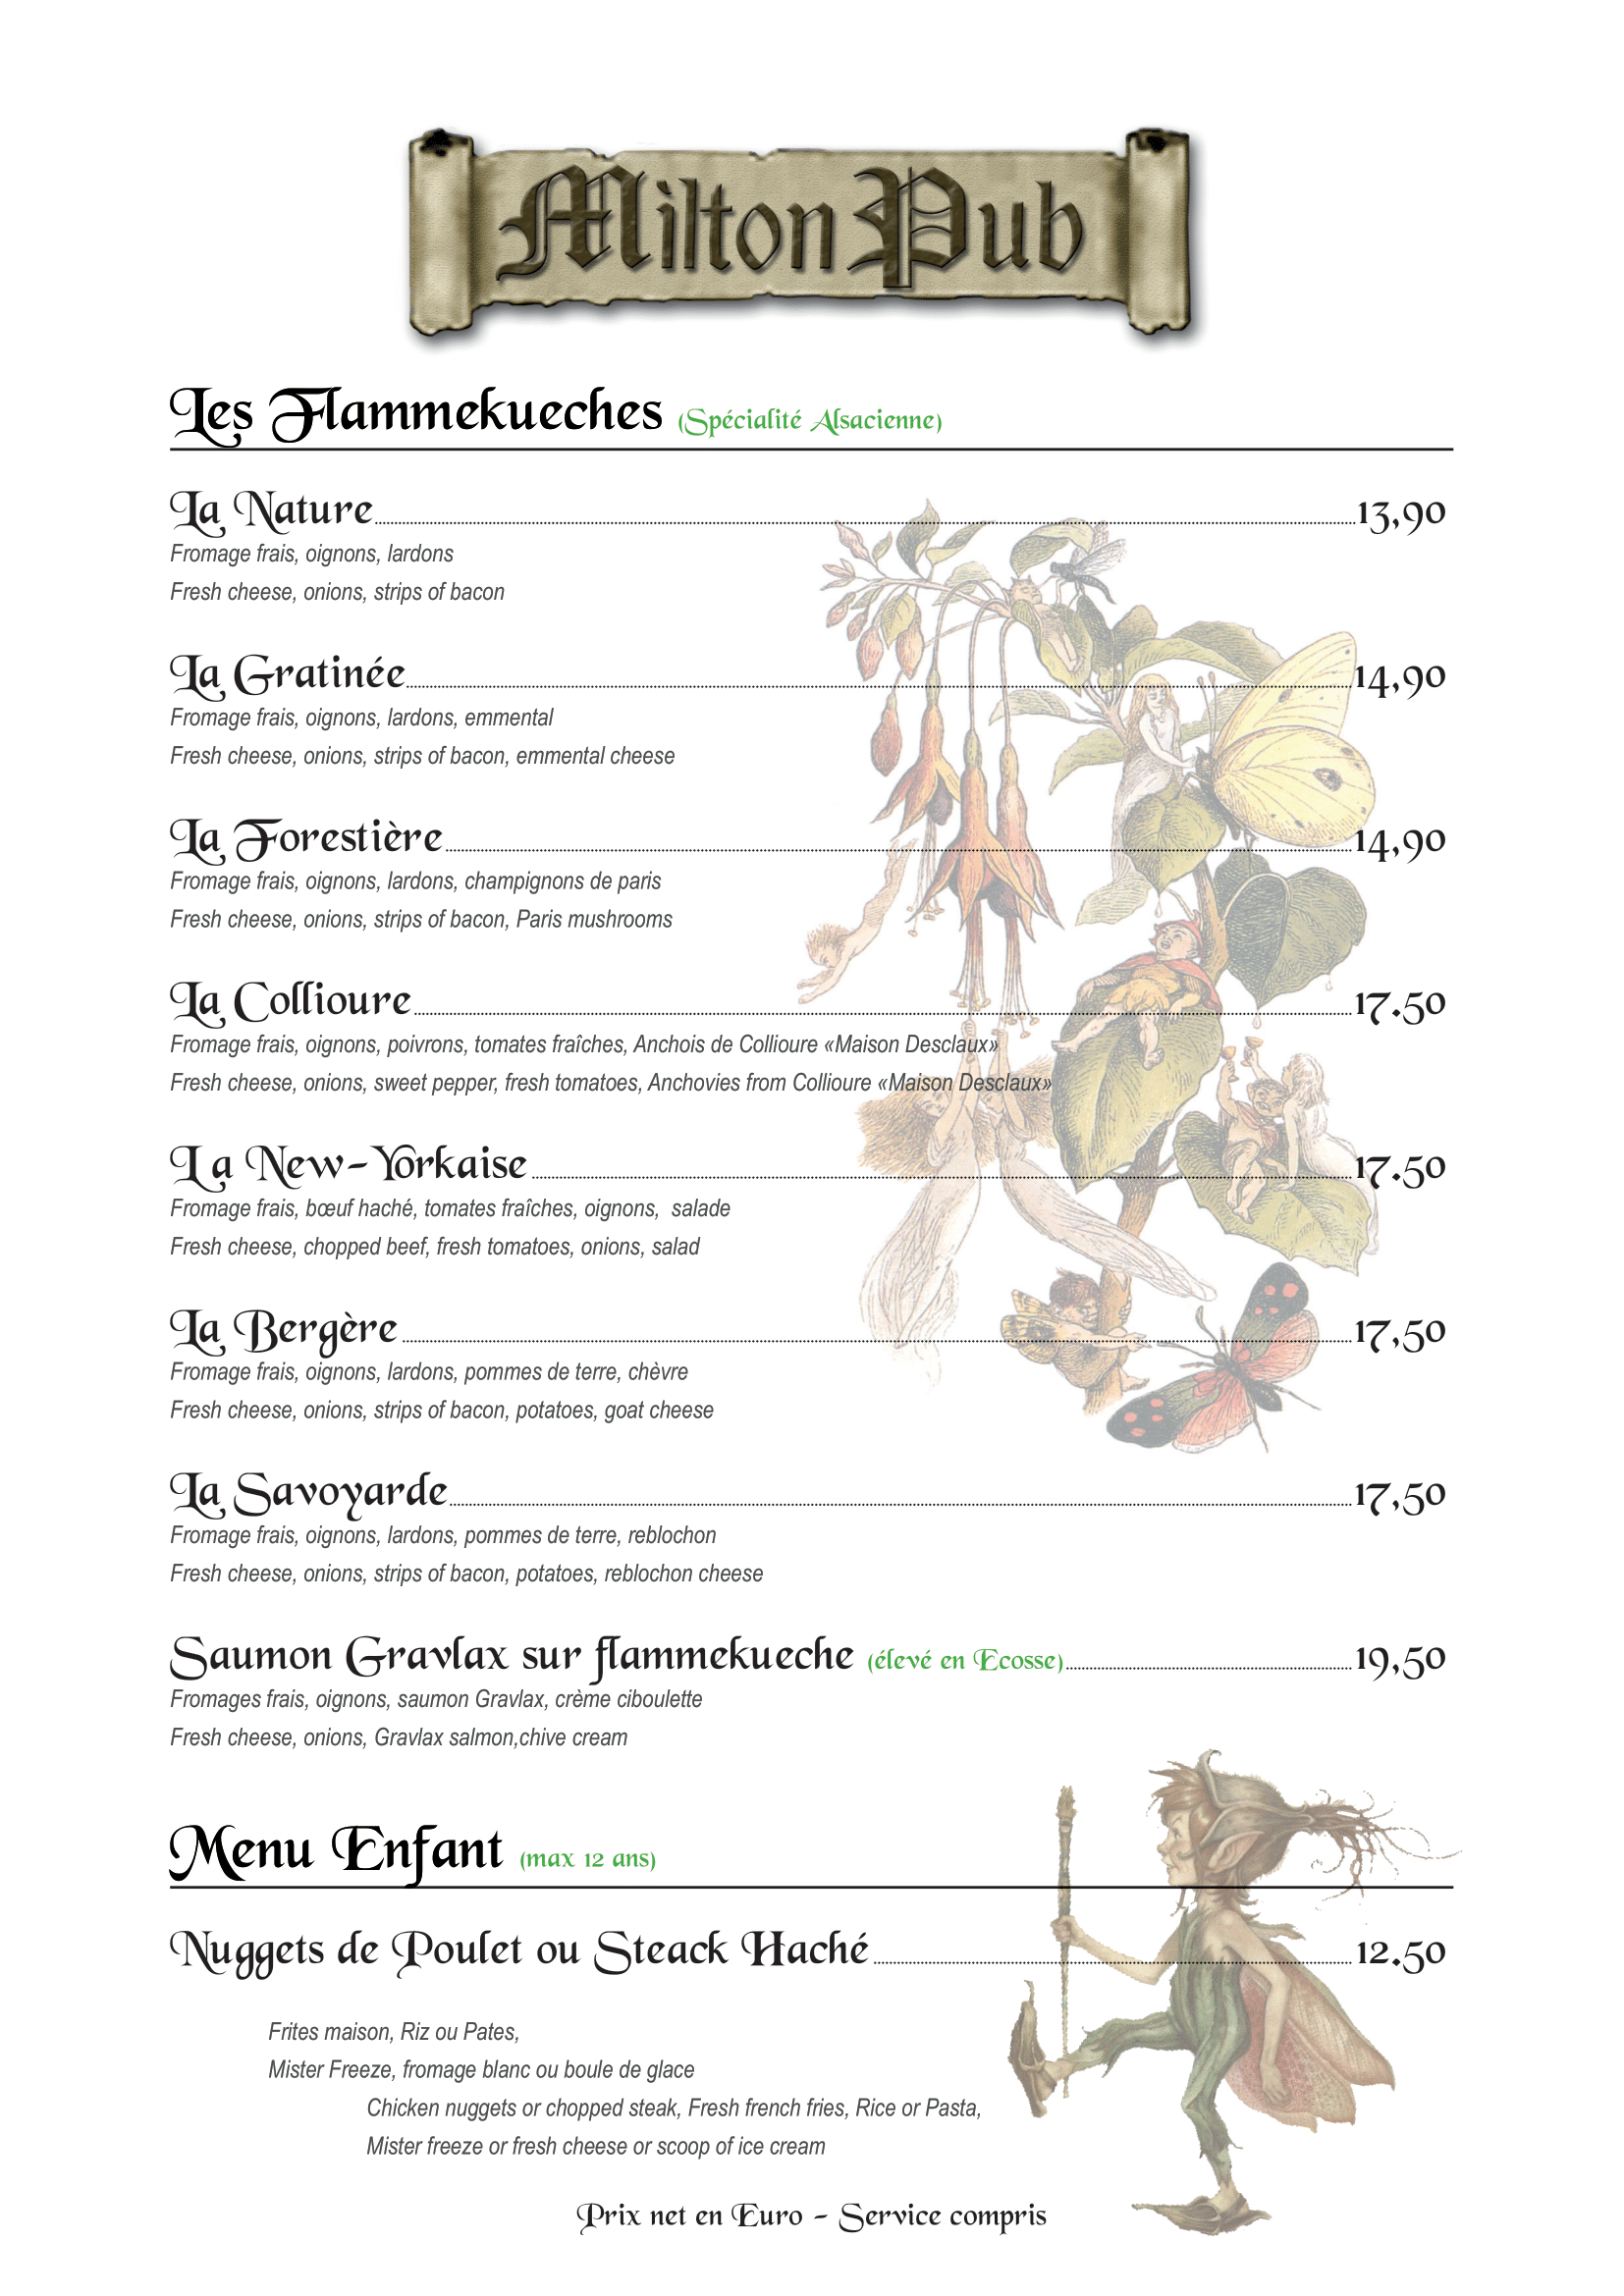 Milton Pub
Les Flammekueches (Spécialité Alsacienne)
La Nature 13,90
Fromage frais, oignons, lardons
Fresh cheese, onions, strips of bacon
La Gratinée 14,90
Fromage frais, oignons, lardons, emmental
Fresh cheese, onions, strips of bacon, emmental cheese
La Forestière 14,90
Fromage frais, oignons, lardons, champignons de paris
Fresh cheese, onions, strips of bacon, Paris mushrooms
La Collioure 17.50
Fromage frais, oignons, poivrons, tomates fraîches, Anchois de Collioure «Maison Desclaux»
Fresh cheese, onions, sweet pepper, fresh tomatoes, Anchovies from Collioure «Maison Desclaux»
La New-Yorkaise 17.50
Fromage frais, bœuf haché, tomates fraîches, oignons, salade
Fresh cheese, chopped beef, fresh tomatoes, onions, salad
La Bergère 17,50
Fromage frais, oignons, lardons, pommes de terre, chèvre
Fresh cheese, onions, strips of bacon, potatoes, goat cheese
La Savoyarde 17,50
Fromage frais, oignons, lardons, pommes de terre, reblochon
Fresh cheese, onions, strips of bacon, potatoes, reblochon cheese
Saumon Gravlax sur flammekueche (élevé en Ecosse) 19,50
Fromages frais, oignons, saumon Gravlax, crème ciboulette
Fresh cheese, onions, Gravlax salmon,chive cream
Menu Enfant (max 12 ans)
Nuggets de Poulet ou Steack Haché 12.50
Frites maison, Riz ou Pates,
Mister Freeze, fromage blanc ou boule de glace
Chicken nuggets or chopped steak, Fresh french fries, Rice or Pasta,
Mister freeze or fresh cheese or scoop of ice cream
Prix net en Euro - Service compris